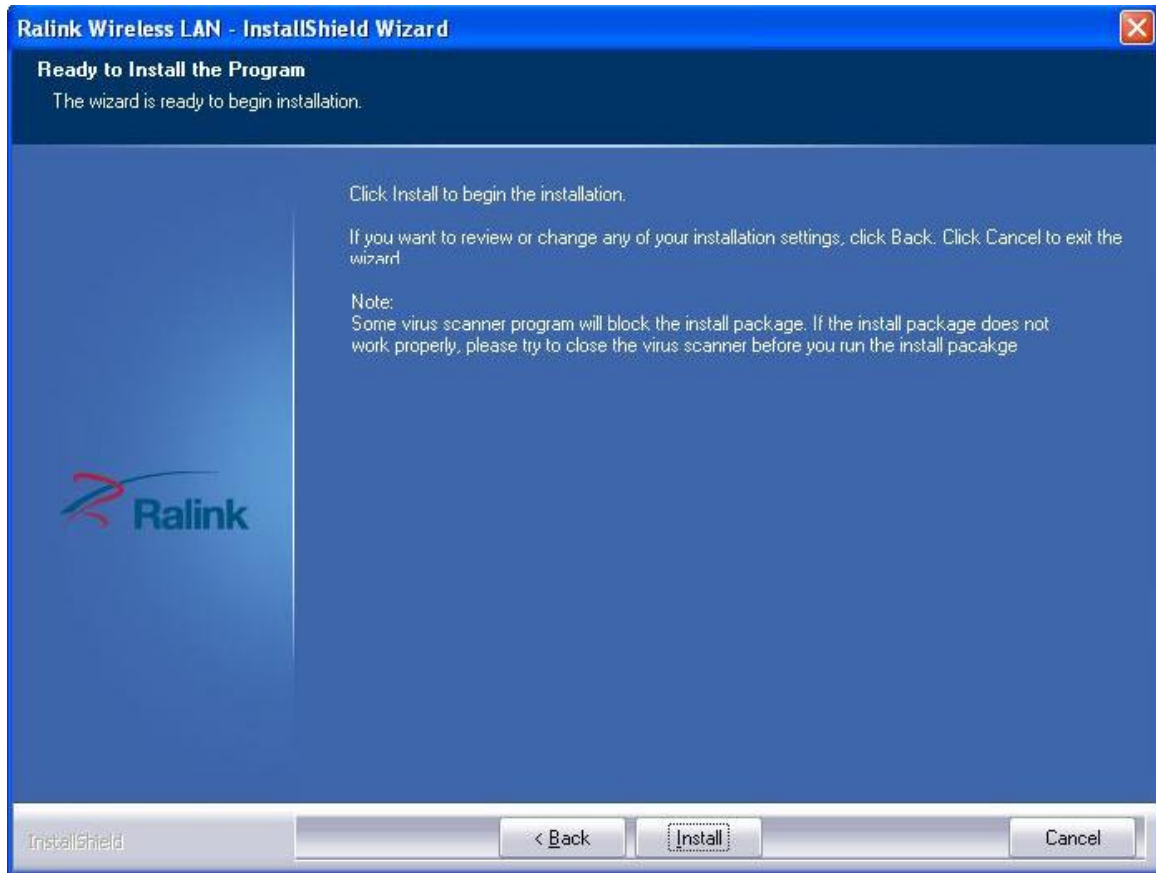 Ralink Wireless LAN - InstallShield Wizard
Ready to Install the Program
The wizard is ready to begin installation.
Click Install to begin the installation.
If you want to review or change any of your installation settings, click Back. Click Cancel to exit the
wizard
Note:
Some virus scanner program will block the install package. If the install package does not
work properly, please try to close the virus scanner before you run the install pacakge
Ralink
InstallShield
< Back
Install
Cancel